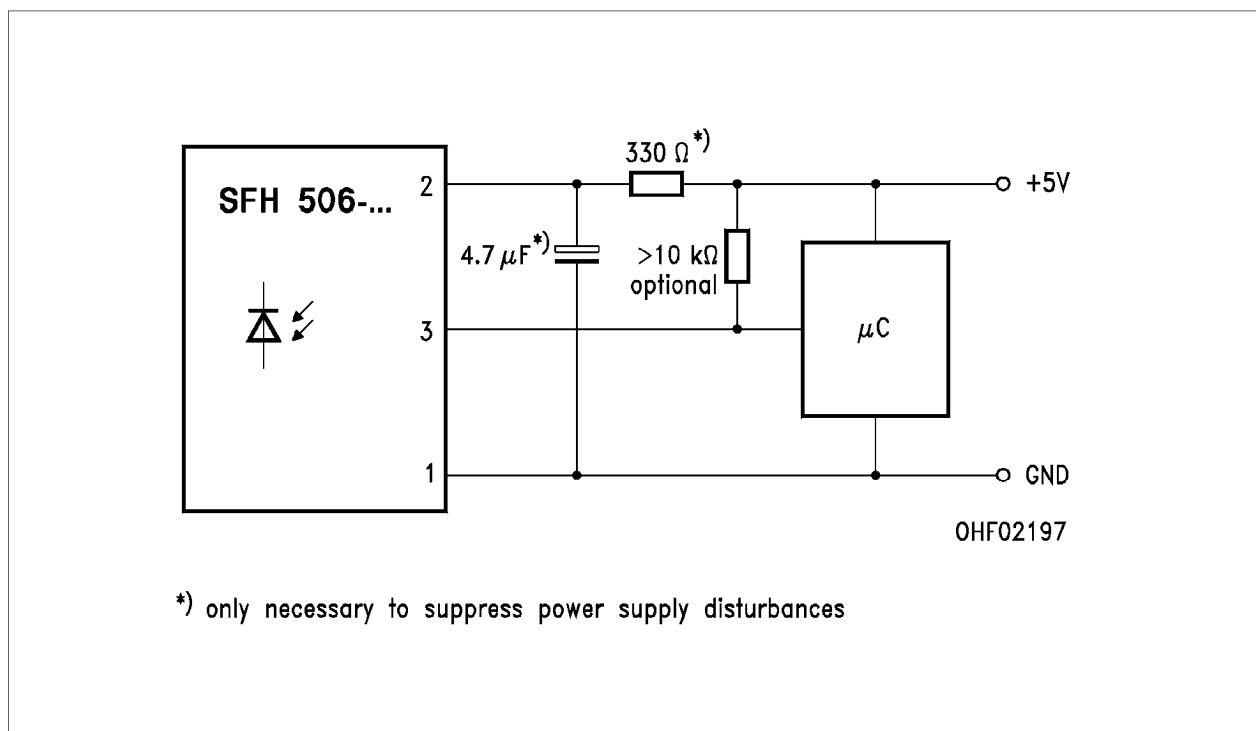 330 Ω*)
SFH 506-...
2
+5V
4.7 µF*)
>10 kΩ
optional
3
µC
1
GND
OHF02197
*) only necessary to suppress power supply disturbances